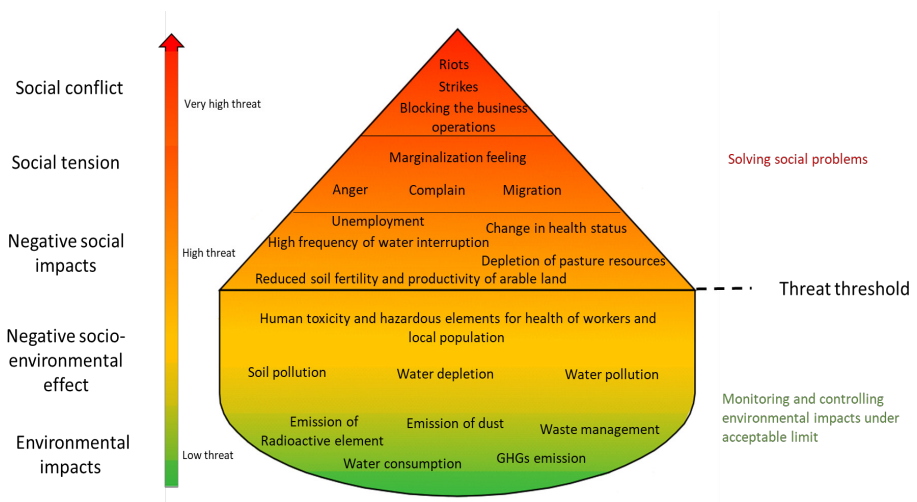 Riots
Social conflict
Strikes
Very high threat
Blocking the business
operations
Social tension
Marginalization feeling
Solving social problems
Anger Complain Migration
Negative social
impacts
Unemployment
Change in health status
High frequency of water interruption
High threat
Depletion of pasture resources
Reduced soil fertility and productivity of arable land
Threat threshold
Negative socio-
environmental
effect
Human toxicity and hazardous elements for health of workers and
local population
Soil pollution Water depletion Water pollution
Monitoring and controlling
environmental impacts under
acceptable limit
Environmental
impacts
Emission of
Radioactive element
Emission of dust
Waste management
Low threat
Water consumption
GHGs emission